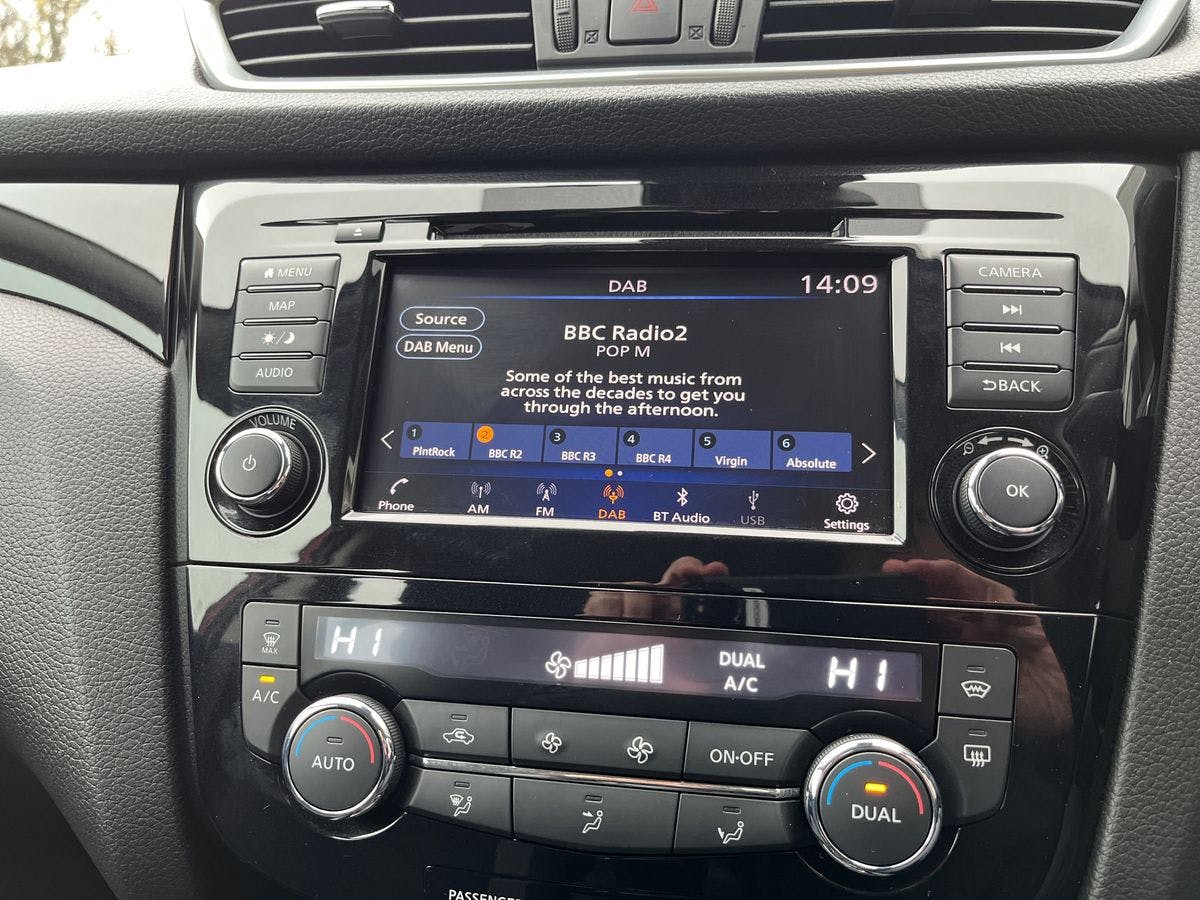 DAB
14:09
MENU
MAP
AUDIO
VOLUME
Source
DAB Menu
BBC Radio2
POP M
Some of the best music from
across the decades to get you
through the afternoon.
1 PlntRock
2 BBC R2
3 BBC R3
4 BBC R4
5 Virgin
6 Absolute
Phone
AM
FM
DAB
BT Audio
USB
Settings
CAMERA
BACK
OK
MAX
A/C
HI
DUAL
A/C
HI
AUTO
ON·OFF
DUAL
PASSENGER